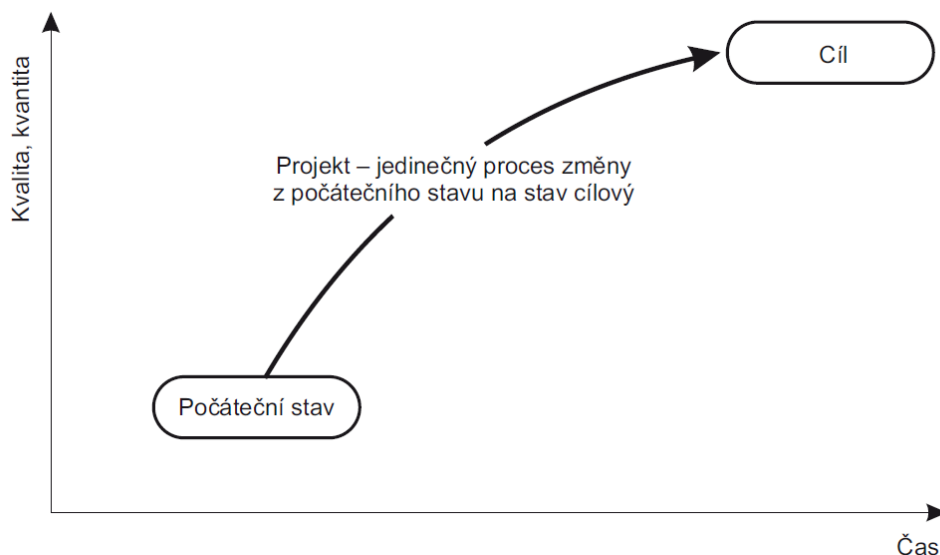 Kvalita, kvantita
Cíl
Projekt – jedinečný proces změny
z počátečního stavu na stav cílový
Počáteční stav
Čas